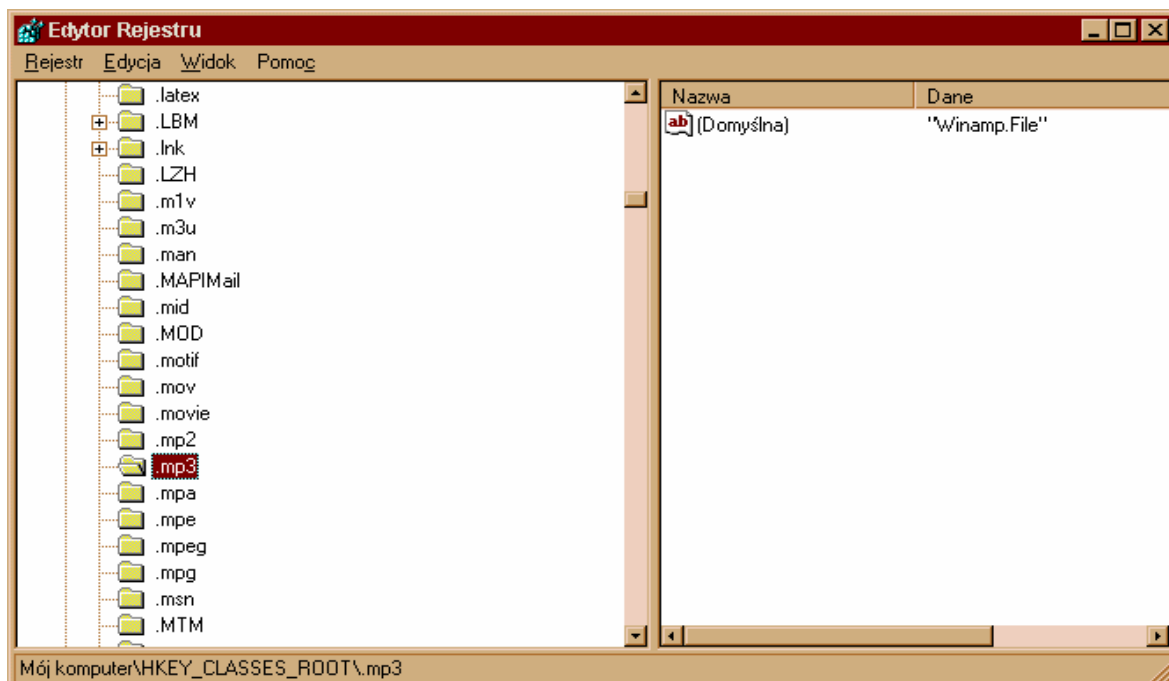 Edytor Rejestru
Rejestr Edycja Widok Pomoc
.latex
.LBM
.lnk
.LZH
.m1v
.m3u
.man
.MAPIMail
.mid
.MOD
.motif
.mov
.movie
.mp2
.mp3
.mpa
.mpe
.mpeg
.mpg
.msn
.MTM
Nazwa Dane
ab (Domyślna) "Winamp.File"
Mój komputer\HKEY_CLASSES_ROOT\.mp3